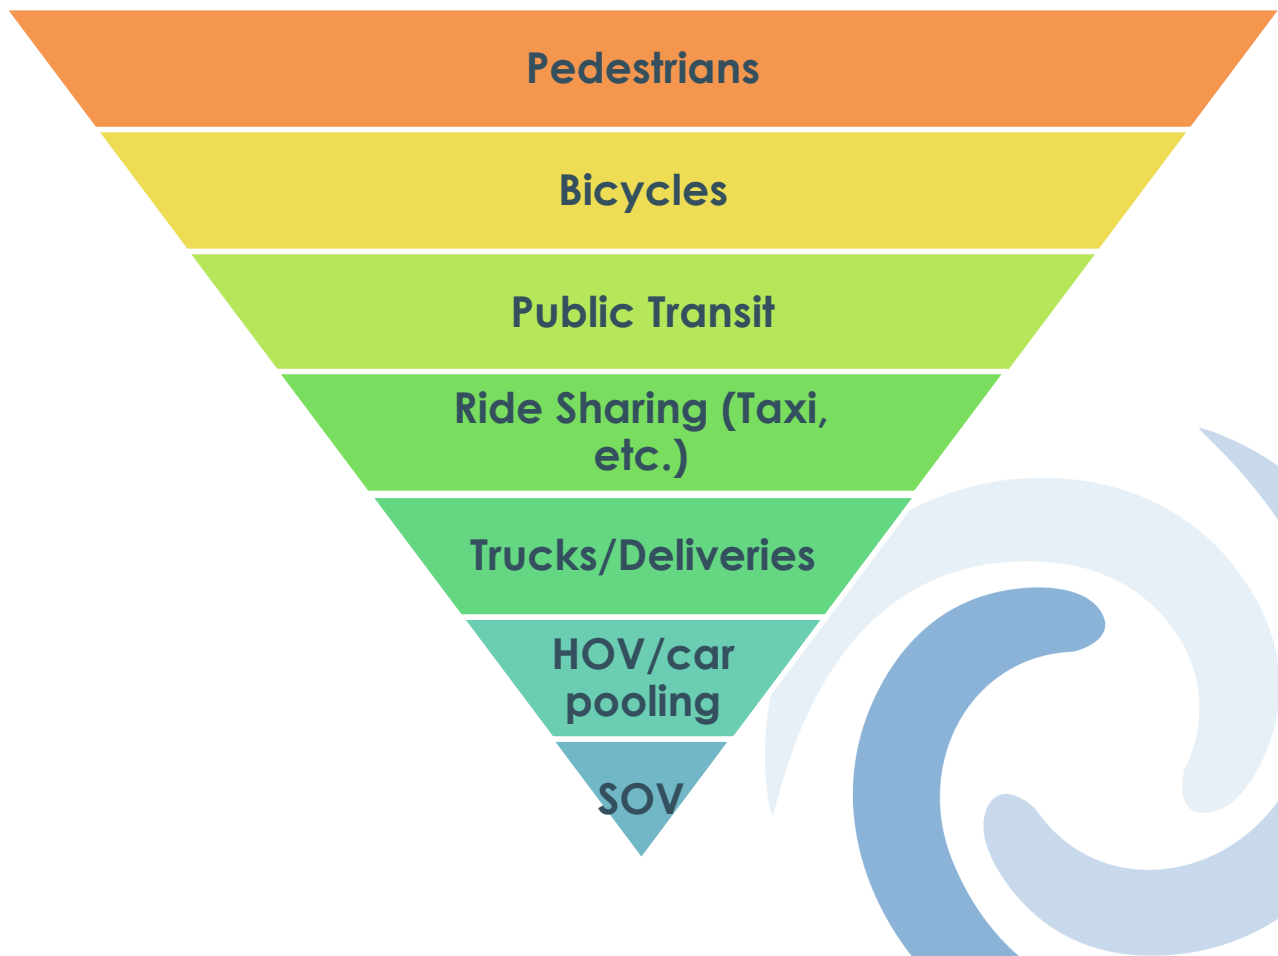 Pedestrians
Bicycles
Public Transit
Ride Sharing (Taxi,
etc.)
Trucks/Deliveries
HOV/car
pooling
SOV